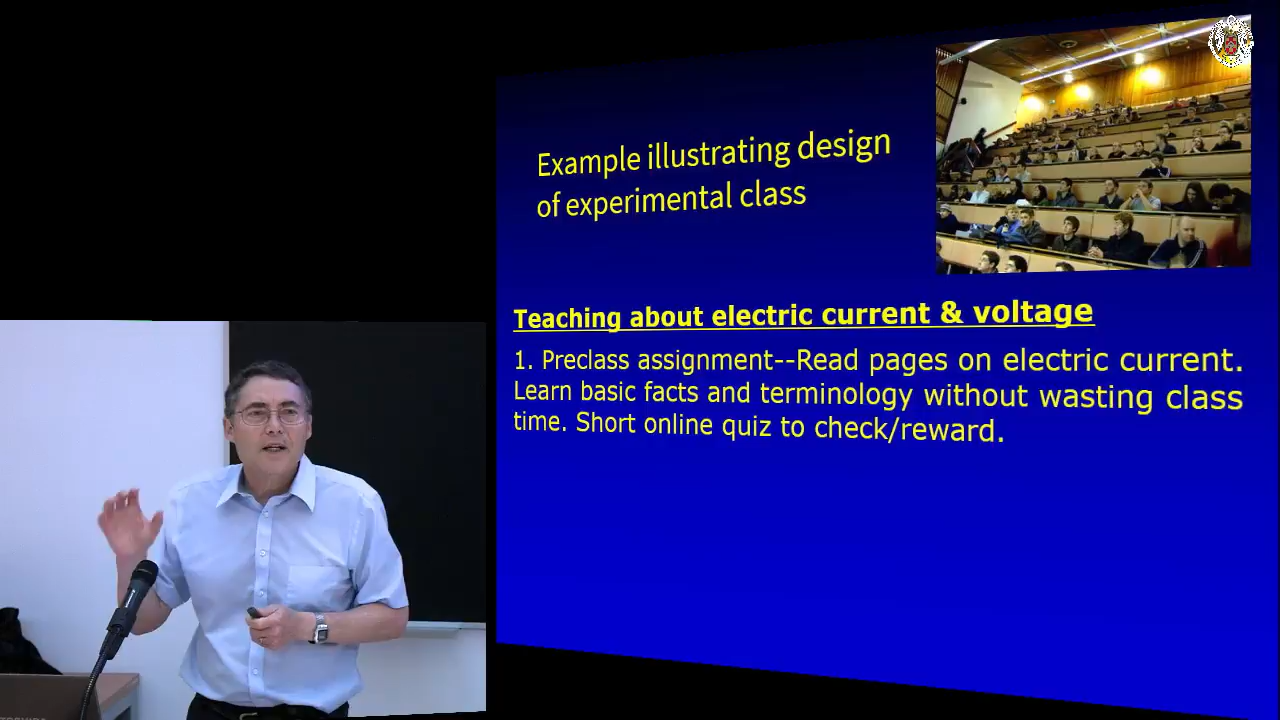 Example illustrating design
of experimental class
Teaching about electric current & voltage
1. Preclass assignment--Read pages on electric current.
Learn basic facts and terminology without wasting class
time. Short online quiz to check/reward.
TOSHIBA